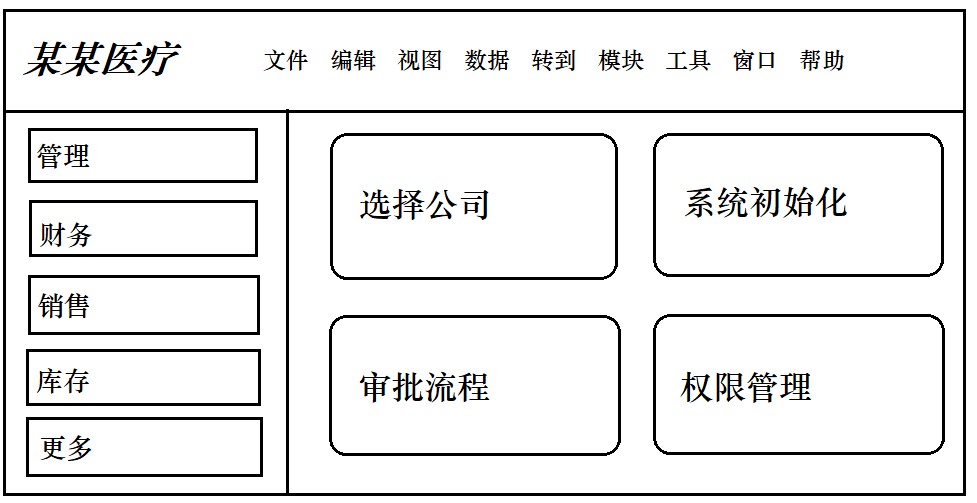 某某医疗
文件 编辑 视图 数据 转到 模块 工具 窗口 帮助
管理
财务
销售
库存
更多
选择公司
系统初始化
审批流程
权限管理